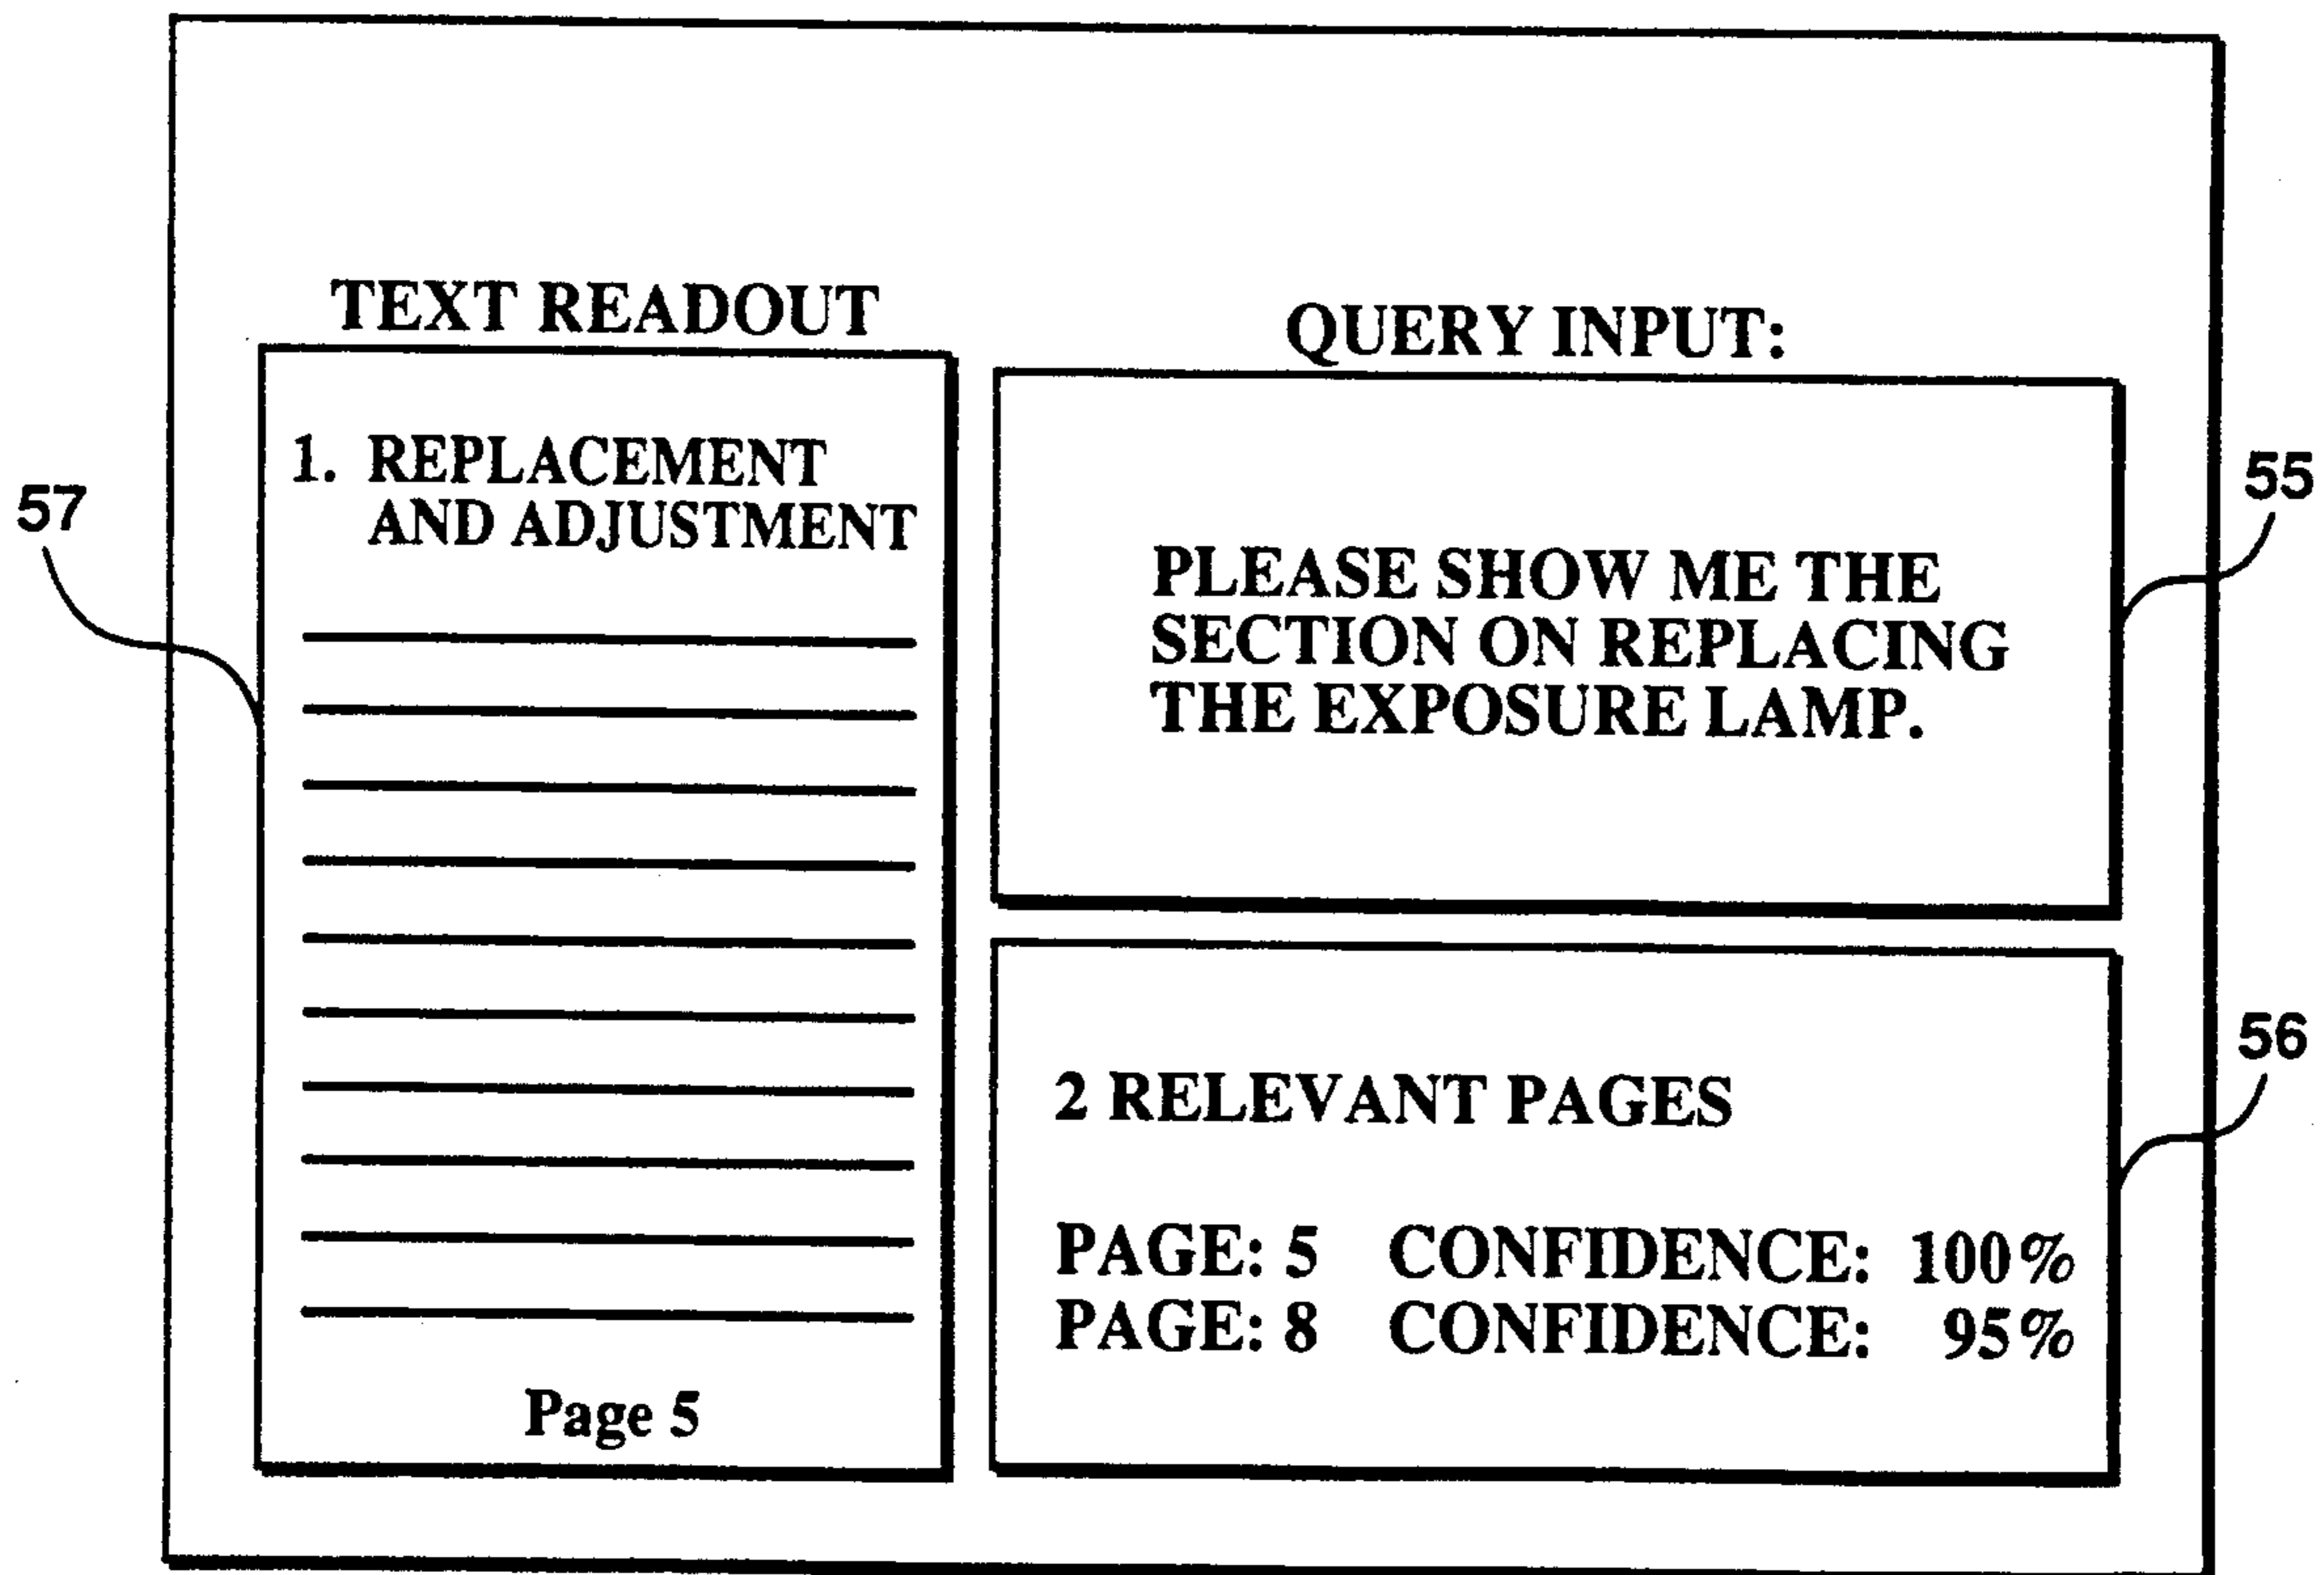 TEXT READOUT
1. REPLACEMENT
AND ADJUSTMENT
Page 5
57
QUERY INPUT:
PLEASE SHOW ME THE
SECTION ON REPLACING
THE EXPOSURE LAMP.
55
2 RELEVANT PAGES
PAGE: 5 CONFIDENCE: 100%
PAGE: 8 CONFIDENCE: 95%
56